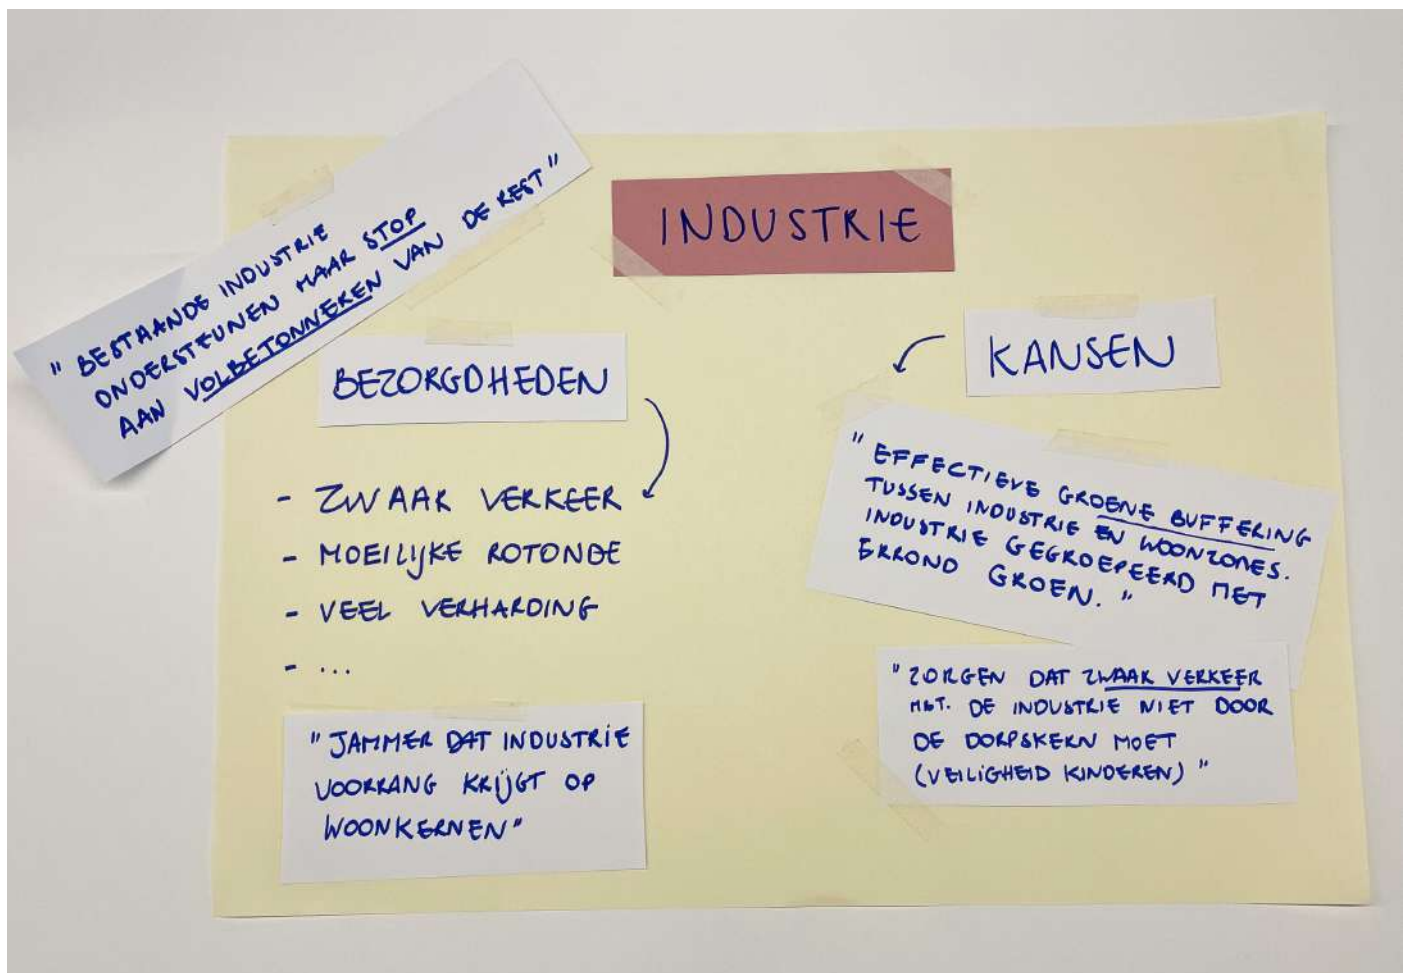 INDUSTRIE
"BESTAANDE INDUSTRIE
ONDERSTEUNEN MAAR STOP
AAN VOLBETONNEREN VAN DE REST"
BEZORGDHEDEN
- ZWAAR VERKEER
- MOEILIJKE ROTONDE
- VEEL VERHARDING
- ...
"JAMMER DAT INDUSTRIE
VOORRANG KRIJGT OP
WOONKERNEN"
KANSEN
"EFFECTIEVE GROENE BUFFERING
TUSSEN INDUSTRIE EN WOONZONES.
INDUSTRIE GEGROEPEERD MET
ERROND GROEN."
"ZORGEN DAT ZWAAR VERKEER
MBT. DE INDUSTRIE NIET DOOR
DE DORPSKERN MOET
(VEILIGHEID KINDEREN)"